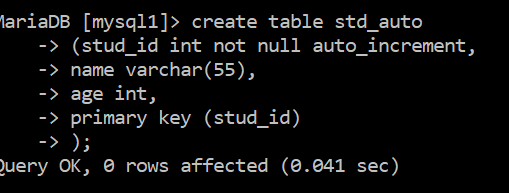 MariaDB [mysql1]> create table std_auto
-> (stud_id int not null auto_increment,
-> name varchar(55),
-> age int,
-> primary key (stud_id)
-> );
Query OK, 0 rows affected (0.041 sec)